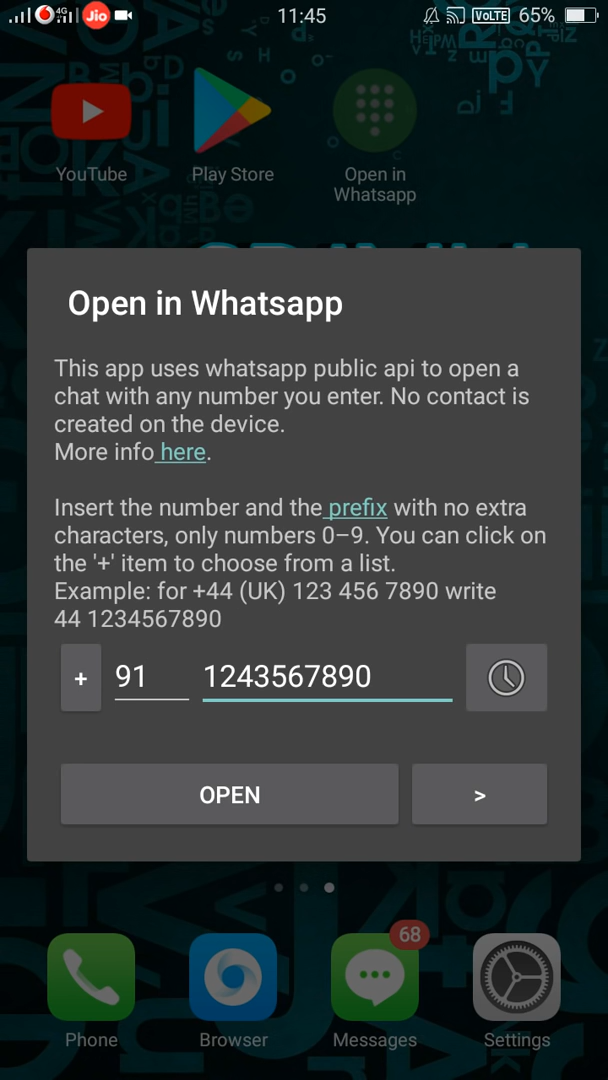 4G
Jio
11:45
VoLTE
65%
YouTube
Play Store
Open in
Whatsapp
Open in Whatsapp
This app uses whatsapp public api to open a
chat with any number you enter. No contact is
created on the device.
More info here.
Insert the number and the prefix with no extra
characters, only numbers 0–9. You can click on
the '+' item to choose from a list.
Example: for +44 (UK) 123 456 7890 write
44 1234567890
+ 91 1243567890
OPEN >
68
Phone Browser Messages Settings